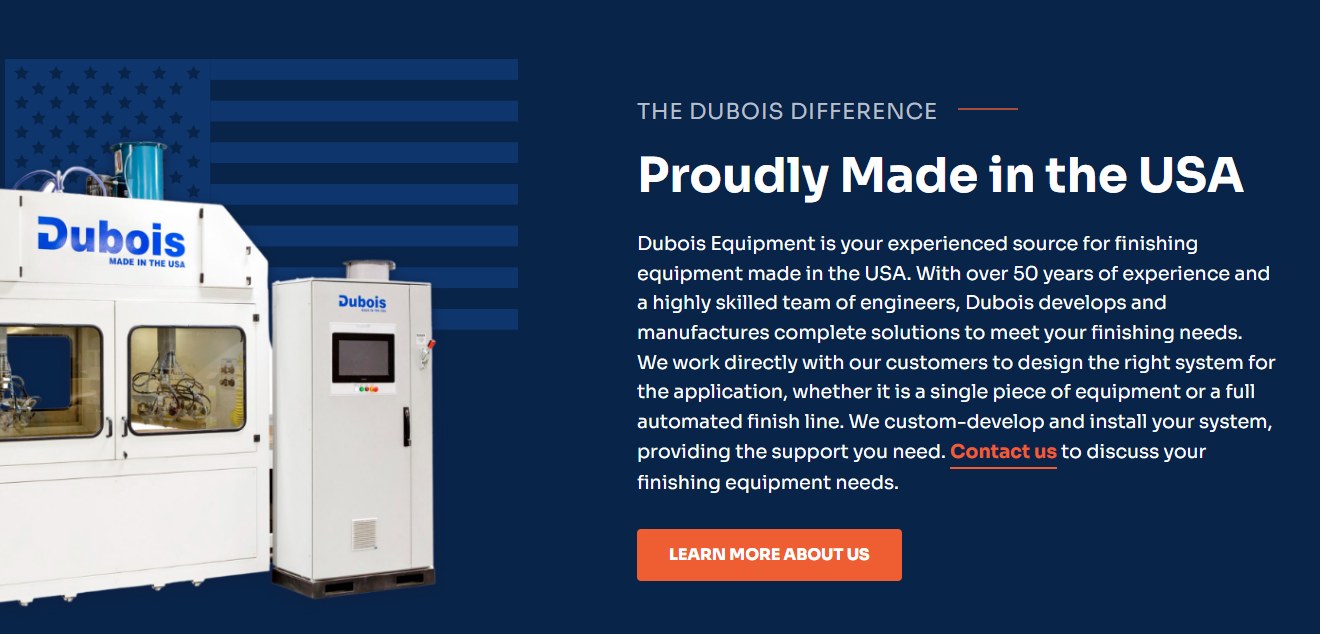 THE DUBOIS DIFFERENCE
Proudly Made in the USA
Dubois Equipment is your experienced source for finishing
equipment made in the USA. With over 50 years of experience and
a highly skilled team of engineers, Dubois develops and
manufactures complete solutions to meet your finishing needs.
We work directly with our customers to design the right system for
the application, whether it is a single piece of equipment or a full
automated finish line. We custom-develop and install your system,
providing the support you need. Contact us to discuss your
finishing equipment needs.
LEARN MORE ABOUT US
Dubois
MADE IN THE USA
Dubois
MADE IN THE USA